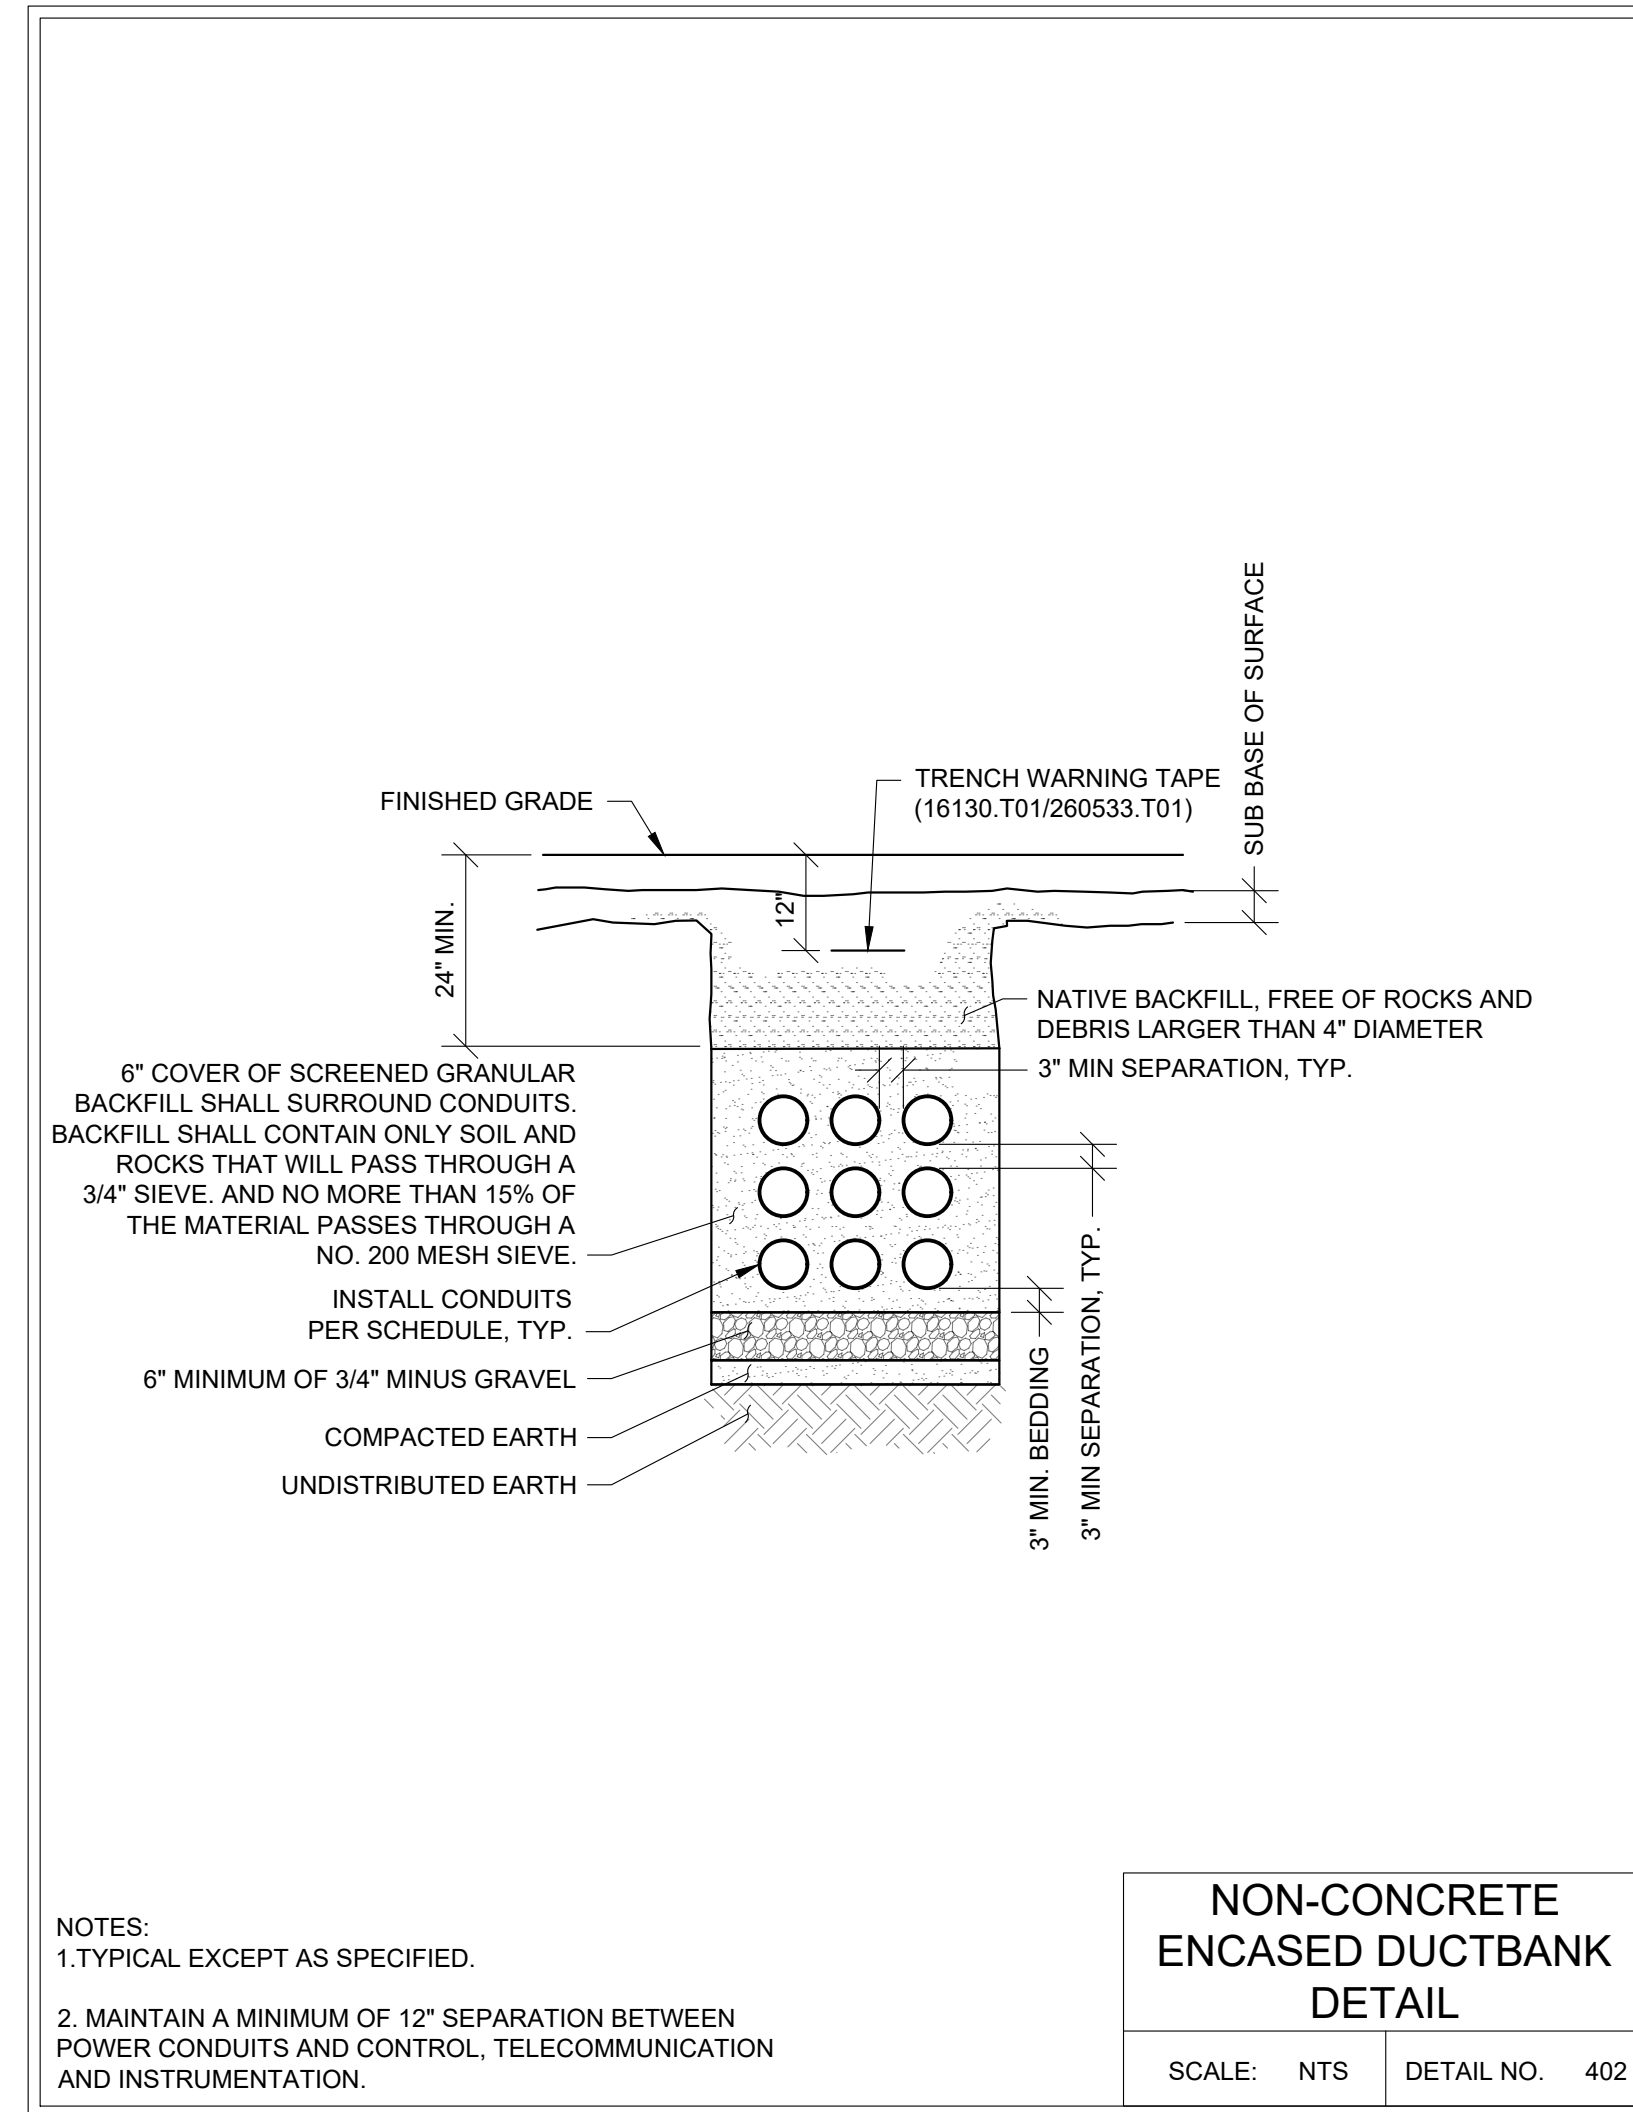 SUB BASE OF SURFACE
TRENCH WARNING TAPE
(16130.T01/260533.T01)
FINISHED GRADE
12"
24" MIN.
NATIVE BACKFILL, FREE OF ROCKS AND
DEBRIS LARGER THAN 4" DIAMETER
3" MIN SEPARATION, TYP.
6" COVER OF SCREENED GRANULAR
BACKFILL SHALL SURROUND CONDUITS.
BACKFILL SHALL CONTAIN ONLY SOIL AND
ROCKS THAT WILL PASS THROUGH A
3/4" SIEVE. AND NO MORE THAN 15% OF
THE MATERIAL PASSES THROUGH A
NO. 200 MESH SIEVE.
INSTALL CONDUITS
PER SCHEDULE, TYP.
6" MINIMUM OF 3/4" MINUS GRAVEL
COMPACTED EARTH
UNDISTRIBUTED EARTH
3" MIN. BEDDING
3" MIN SEPARATION, TYP.
NOTES:
1.TYPICAL EXCEPT AS SPECIFIED.
2. MAINTAIN A MINIMUM OF 12" SEPARATION BETWEEN
POWER CONDUITS AND CONTROL, TELECOMMUNICATION
AND INSTRUMENTATION.
NON-CONCRETE
ENCASED DUCTBANK
DETAIL
SCALE: NTS
DETAIL NO. 402